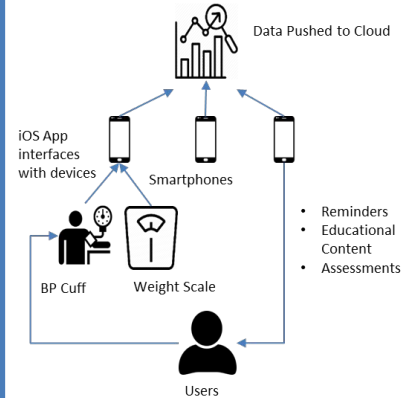 Data Pushed to Cloud
iOS App
interfaces
with devices
Smartphones
• Reminders
• Educational
Content
• Assessments
BP Cuff
Weight Scale
Users